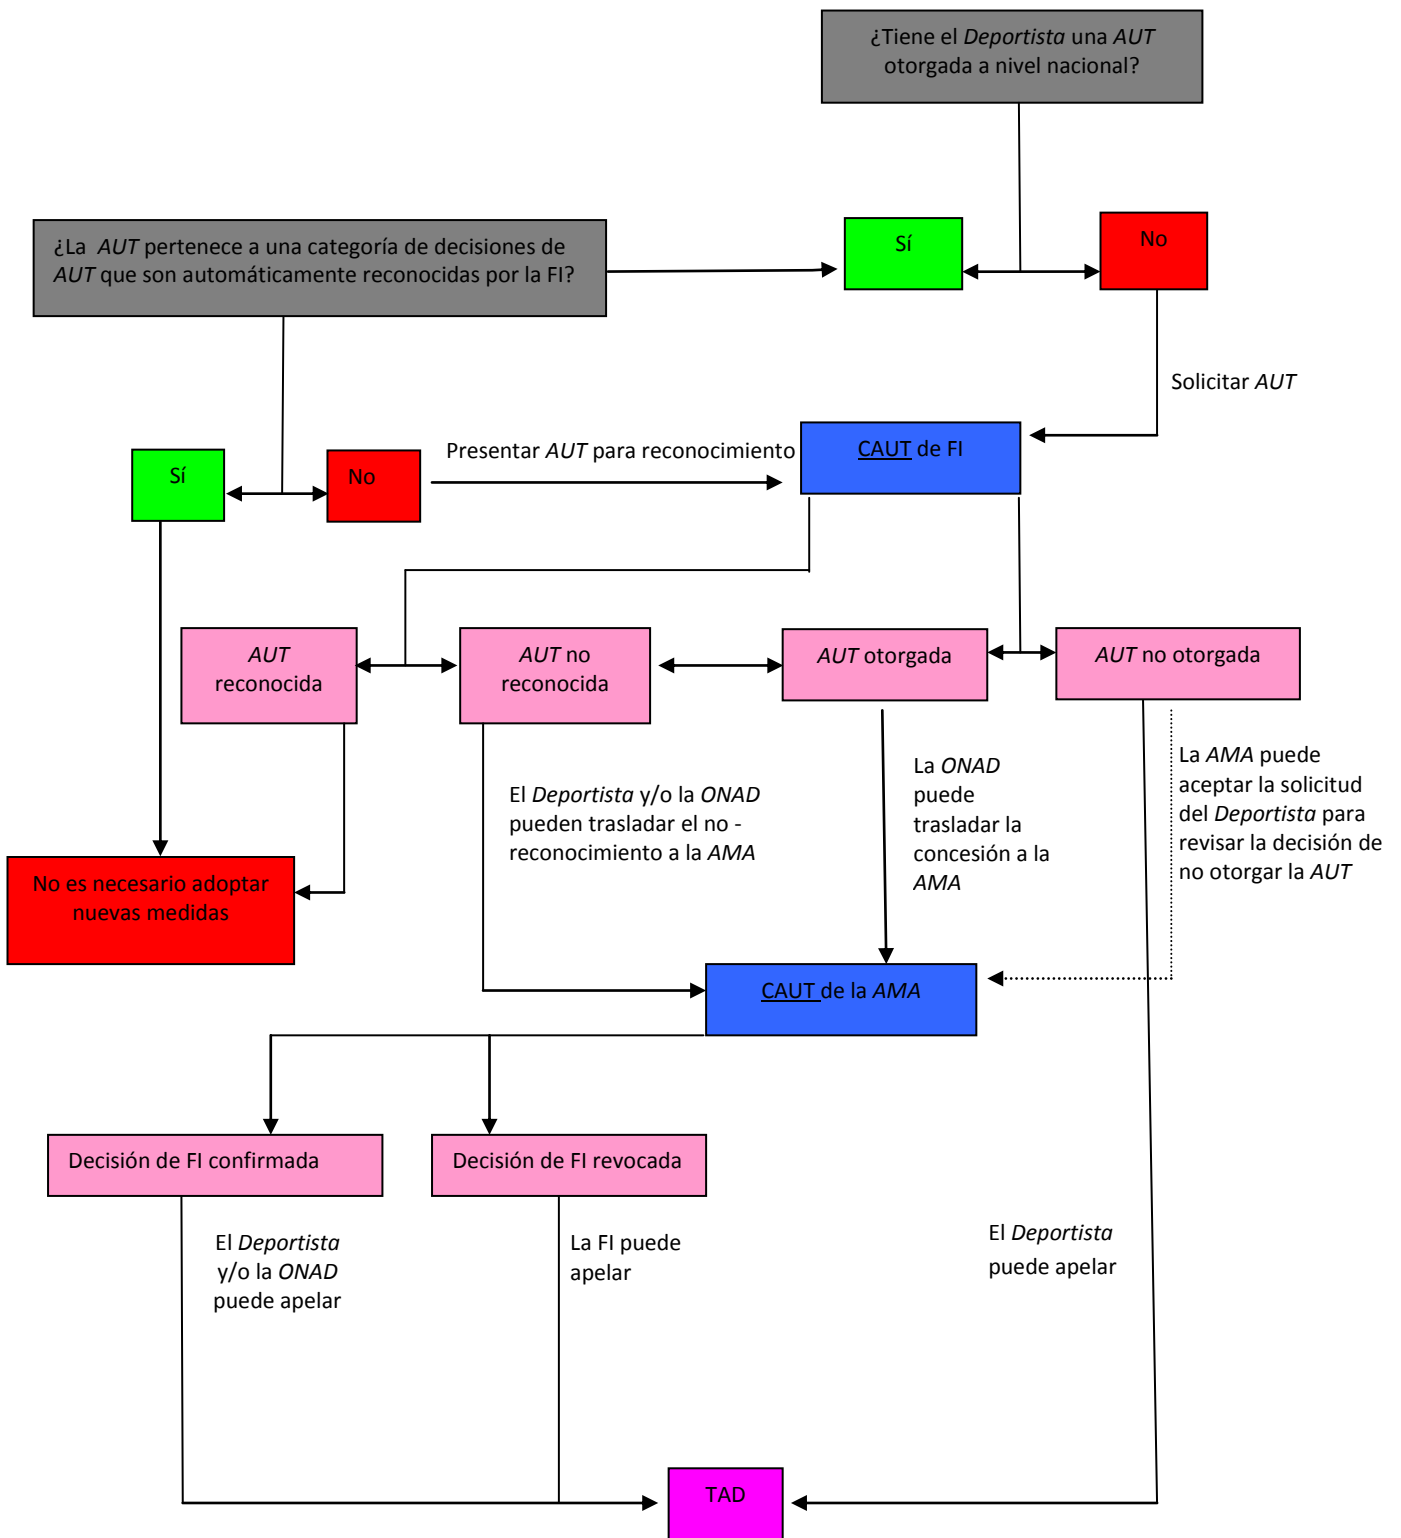 ¿Tiene el Deportista una AUT
otorgada a nivel nacional?
¿La AUT pertenece a una categoría de decisiones de
AUT que son automáticamente reconocidas por la FI?
Sí
No
Solicitar AUT
Sí
No
Presentar AUT para reconocimiento
CAUT de FI
AUT
reconocida
AUT no
reconocida
AUT otorgada
AUT no otorgada
El Deportista y/o la ONAD
pueden trasladar el no -
reconocimiento a la AMA
La ONAD
puede
trasladar la
concesión a la
AMA
La AMA puede
aceptar la solicitud
del Deportista para
revisar la decisión de
no otorgar la AUT
No es necesario adoptar
nuevas medidas
CAUT de la AMA
Decisión de FI confirmada
Decisión de FI revocada
El Deportista
y/o la ONAD
puede apelar
La FI puede
apelar
El Deportista
puede apelar
TAD